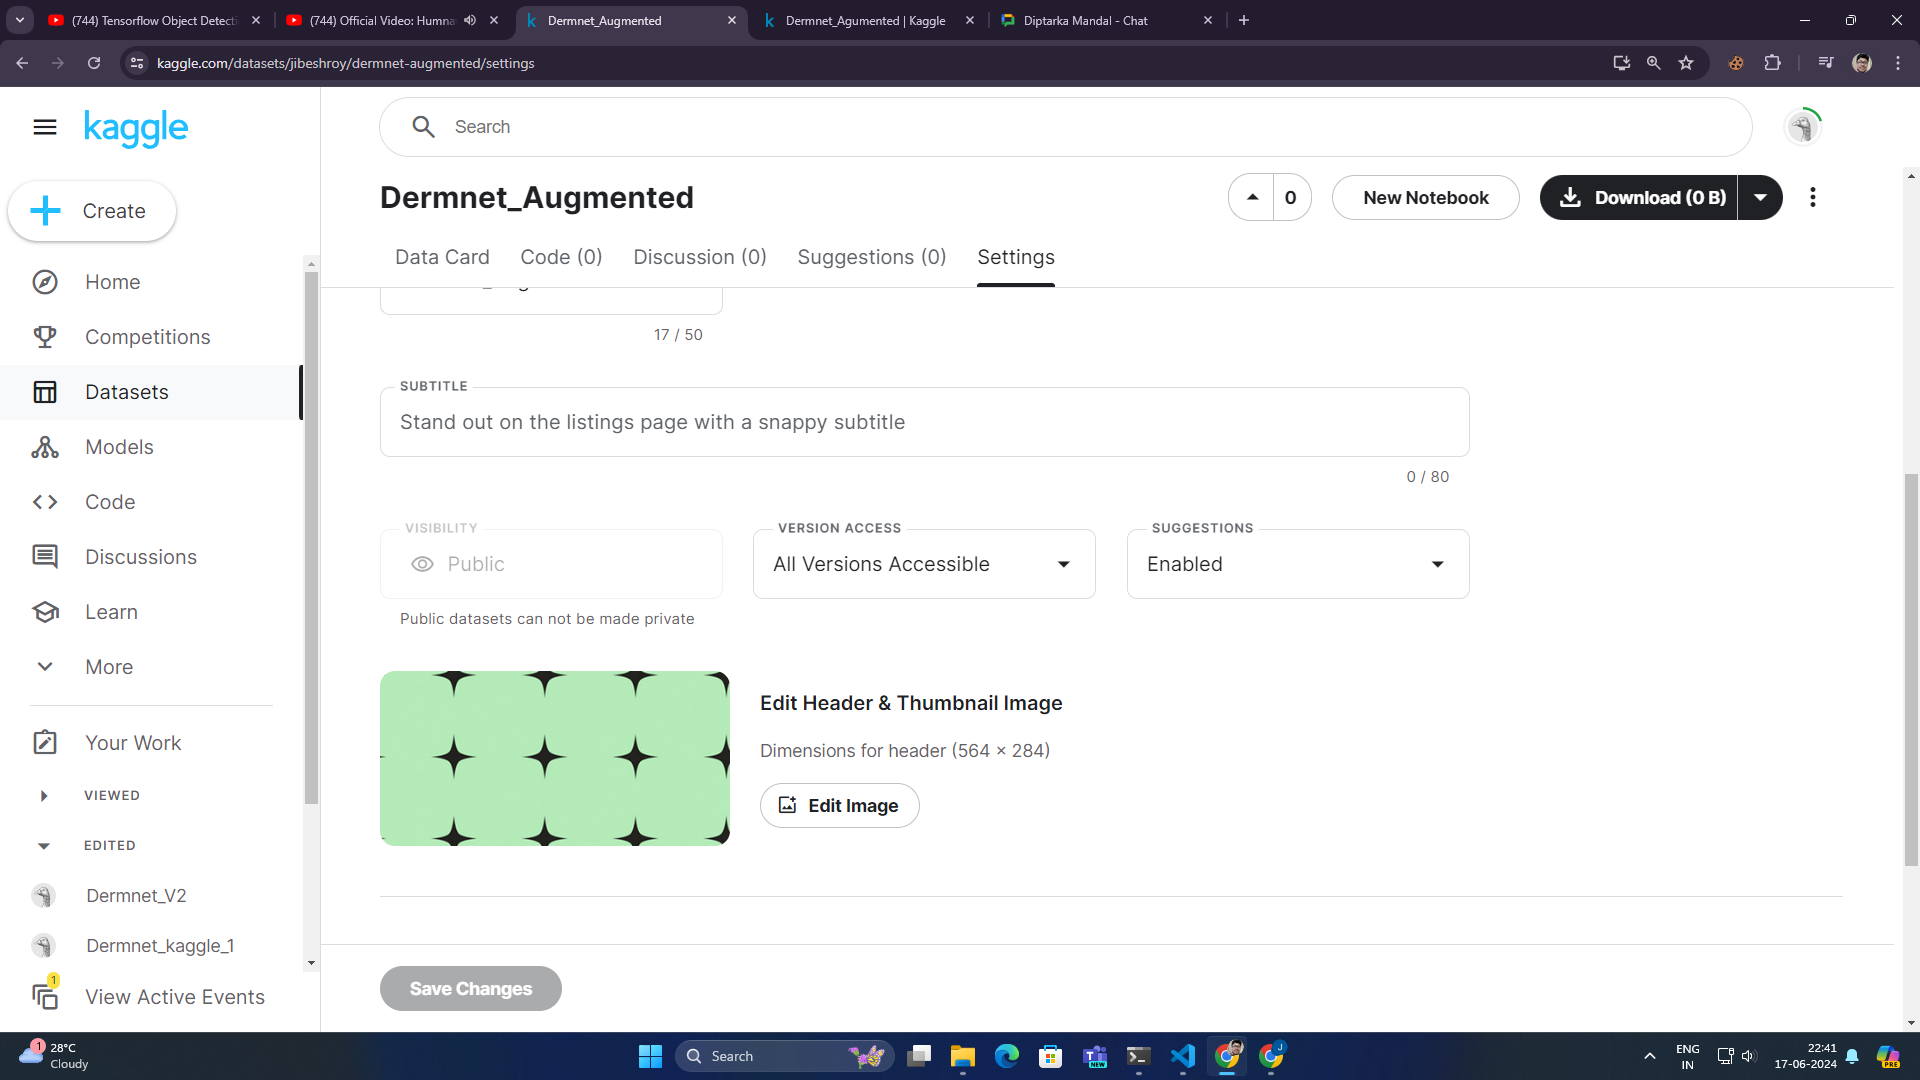 (744) Tensorflow Object Detecti
(744) Official Video: Humna
Dermnet_Augmented
Dermnet_Agumented | Kaggle
Diptarka Mandal - Chat
kaggle.com/datasets/jibeshroy/dermnet-augmented/settings
kaggle
Search
Create
Home
Competitions
Datasets
Models
Code
Discussions
Learn
More
Your Work
VIEWED
EDITED
Dermnet_V2
Dermnet_kaggle_1
1
View Active Events
Dermnet_Augmented
0
New Notebook
Download (0 B)
Data Card
Code (0)
Discussion (0)
Suggestions (0)
Settings
17 / 50
SUBTITLE
Stand out on the listings page with a snappy subtitle
0 / 80
VISIBILITY
Public
Public datasets can not be made private
VERSION ACCESS
All Versions Accessible
SUGGESTIONS
Enabled
Edit Header & Thumbnail Image
Dimensions for header (564 × 284)
Edit Image
Save Changes
1
28°C
Cloudy
Search
NEW
J
ENG
IN
22:41
17-06-2024
PRE